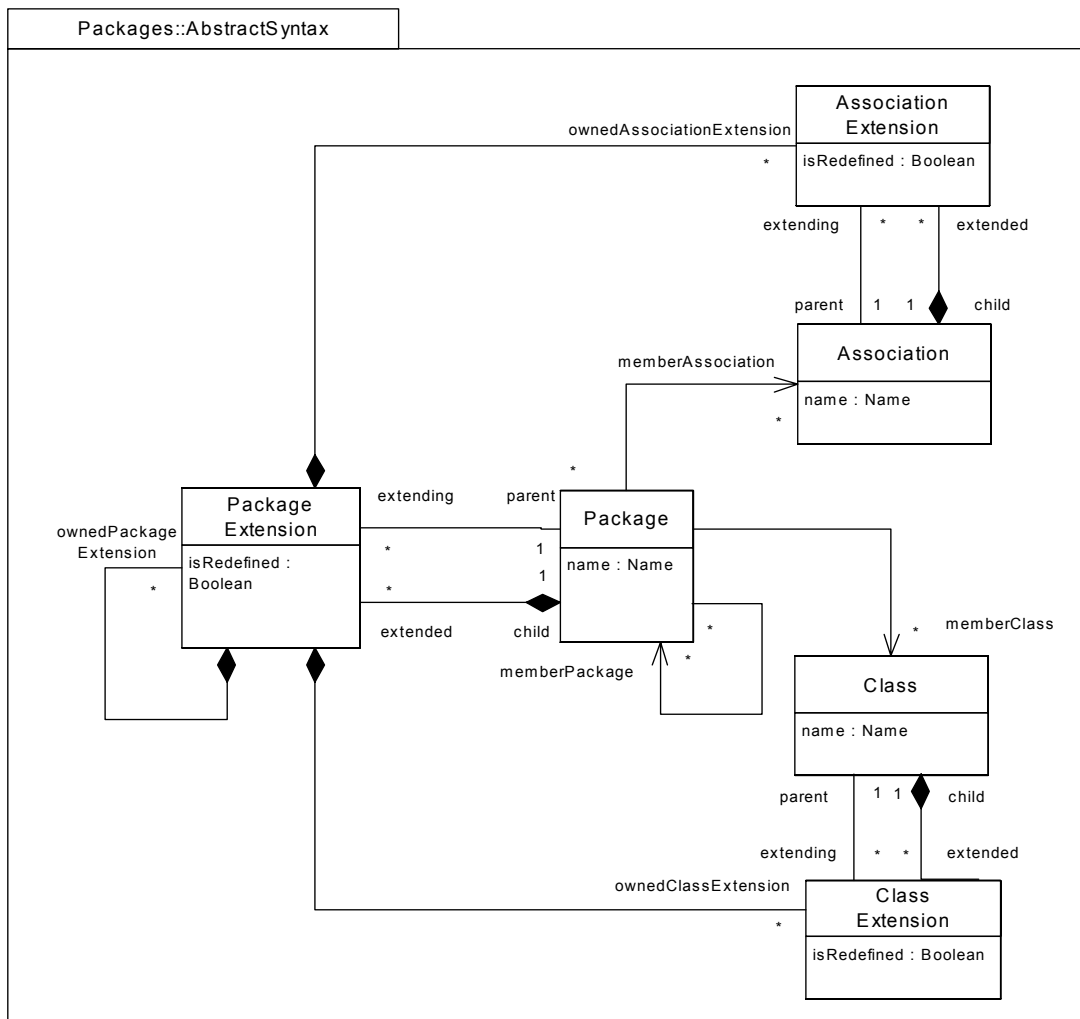 Packages::AbstractSyntax
Association
Extension
isRedefined : Boolean
ownedAssociationExtension
*
extending
*
*
extended
parent
1
1
child
Association
name : Name
memberAssociation
*
*
Package
Extension
isRedefined :
Boolean
ownedPackage
Extension
*
extending
parent
*
1
*
1
extended
child
Package
name : Name
*
*
memberPackage
*
memberClass
Class
name : Name
parent
1
1
child
extending
*
*
extended
ownedClassExtension
*
Class
Extension
isRedefined : Boolean